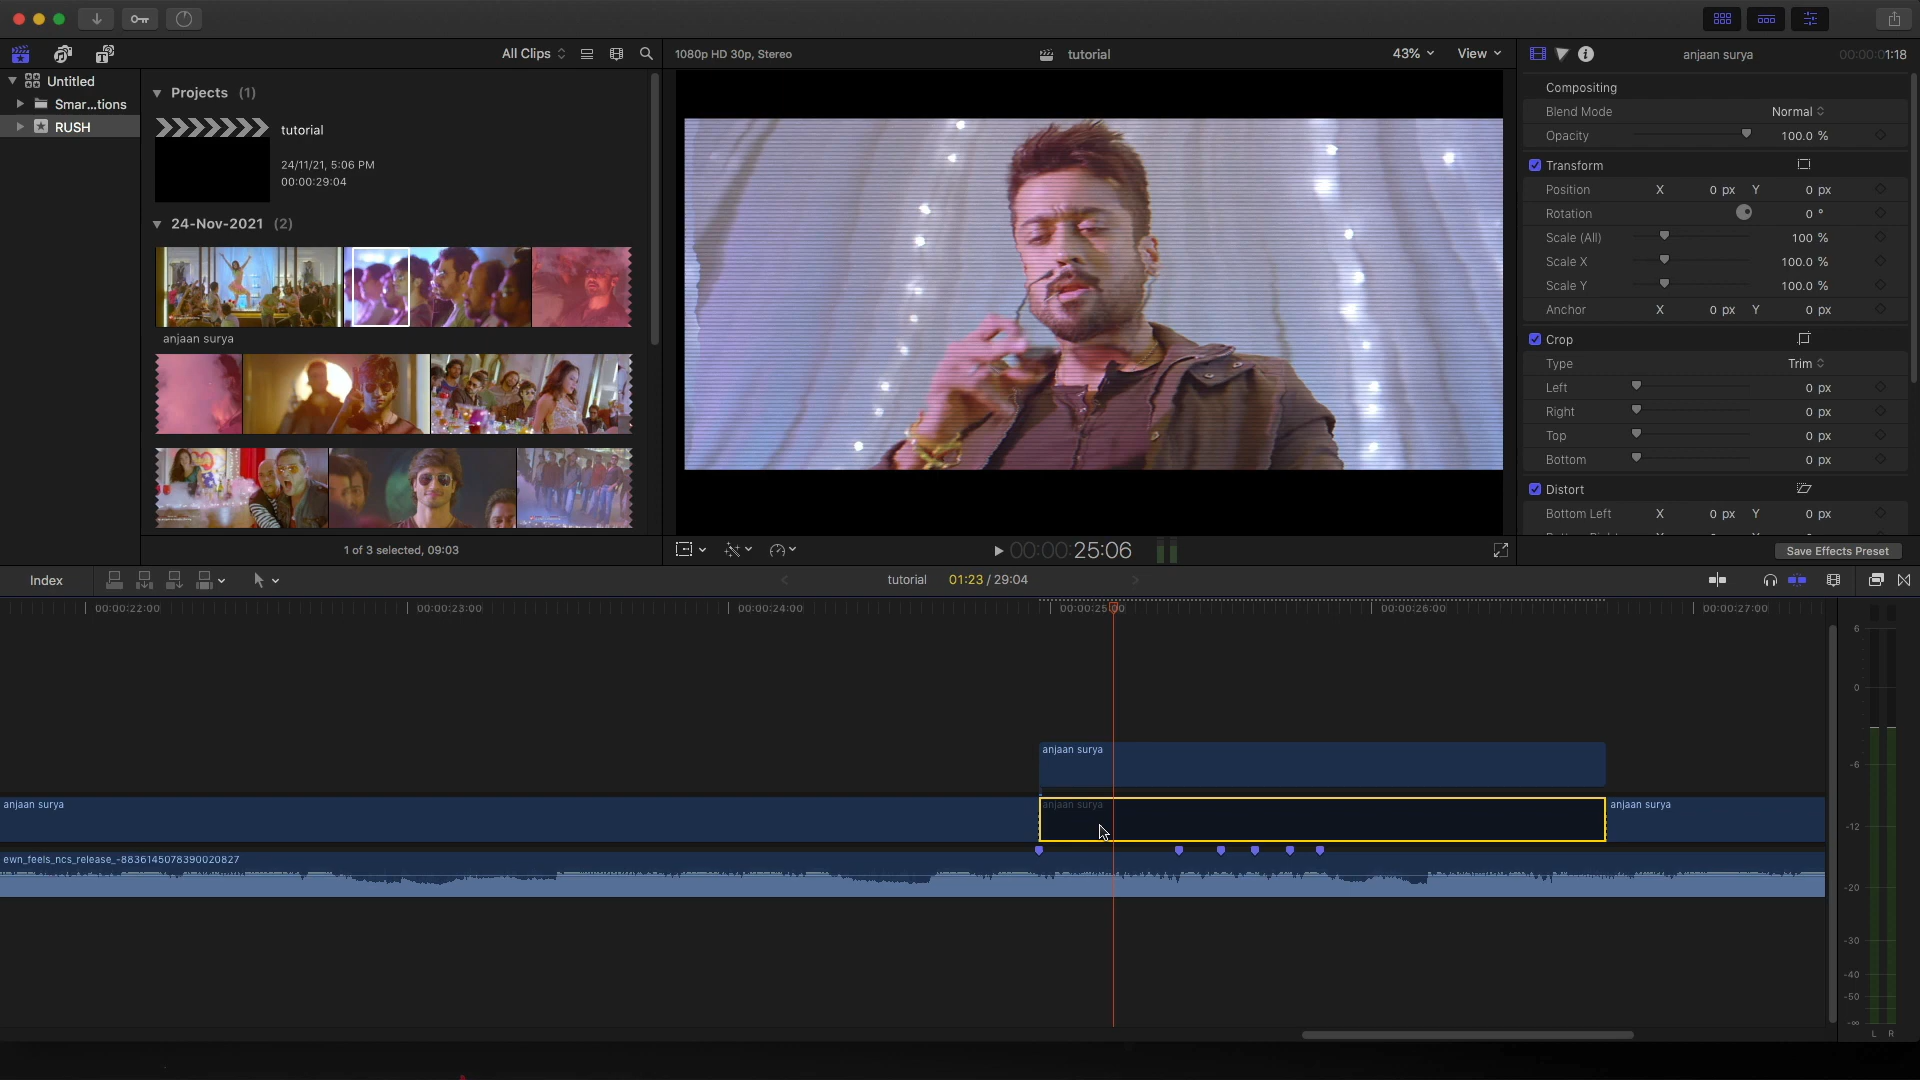 All Clips
1080p HD 30p, Stereo
tutorial
43%
View
anjaan surya
00:00:01:18
Untitled
Smar...tions
RUSH
Projects (1)
tutorial
24/11/21, 5:06 PM
00:00:29:04
24-Nov-2021 (2)
anjaan surya
1 of 3 selected, 09:03
Compositing
Blend Mode Normal
Opacity 100.0 %
Transform
Position X 0 px Y 0 px
Rotation 0 °
Scale (All) 100 %
Scale X 100.0 %
Scale Y 100.0 %
Anchor X 0 px Y 0 px
Crop
Type Trim
Left 0 px
Right 0 px
Top 0 px
Bottom 0 px
Distort
Bottom Left X 0 px Y 0 px
Save Effects Preset
00:00:25:06
Index
tutorial 01:23 / 29:04
00:00:22:00 00:00:23:00 00:00:24:00 00:00:25:00 00:00:26:00 00:00:27:00
anjaan surya
anjaan surya anjaan surya anjaan surya
ewn_feels_ncs_release_-8836145078390020827
6
0
-6
-12
-20
-30
-40
-50
-∞
L R